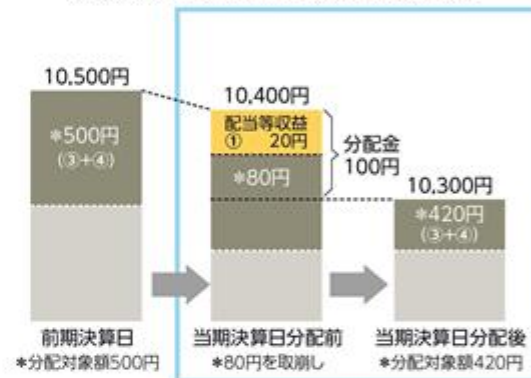 10,500円
10,400円
*500円
(③+④)
配当等収益
① 20円
*80円
分配金
100円
10,300円
*420円
(③+④)
前期決算日
当期決算日分配前
当期決算日分配後
*分配対象額500円
*80円を取崩し
*分配対象額420円